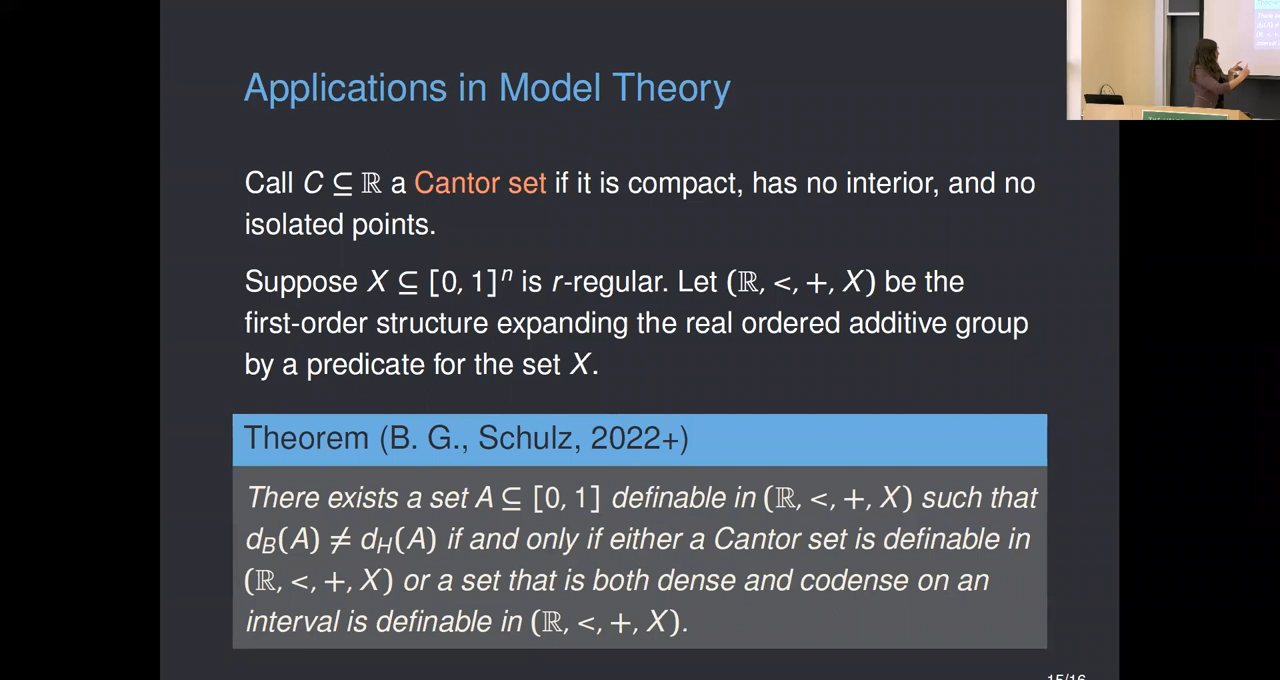 Applications in Model Theory
Call C ⊆ ℝ a Cantor set if it is compact, has no interior, and no
isolated points.
Suppose X ⊆ [0, 1]ⁿ is r-regular. Let (ℝ, <, +, X) be the
first-order structure expanding the real ordered additive group
by a predicate for the set X.
Theorem (B. G., Schulz, 2022+)
There exists a set A ⊆ [0, 1] definable in (ℝ, <, +, X) such that
d_B(A) ≠ d_H(A) if and only if either a Cantor set is definable in
(ℝ, <, +, X) or a set that is both dense and codense on an
interval is definable in (ℝ, <, +, X).
15/16